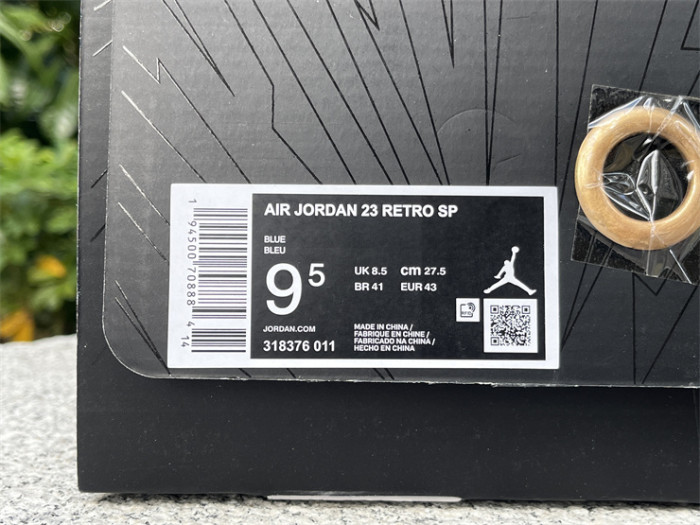 AIR JORDAN 23 RETRO SP
BLUE
BLEU
9 5
UK 8.5 cm 27.5
BR 41 EUR 43
JORDAN.COM
318376 011
MADE IN CHINA /
FABRIQUE EN CHINE /
FABRICADO NA CHINA /
HECHO EN CHINA
RFID
1 94500 70888 4 14